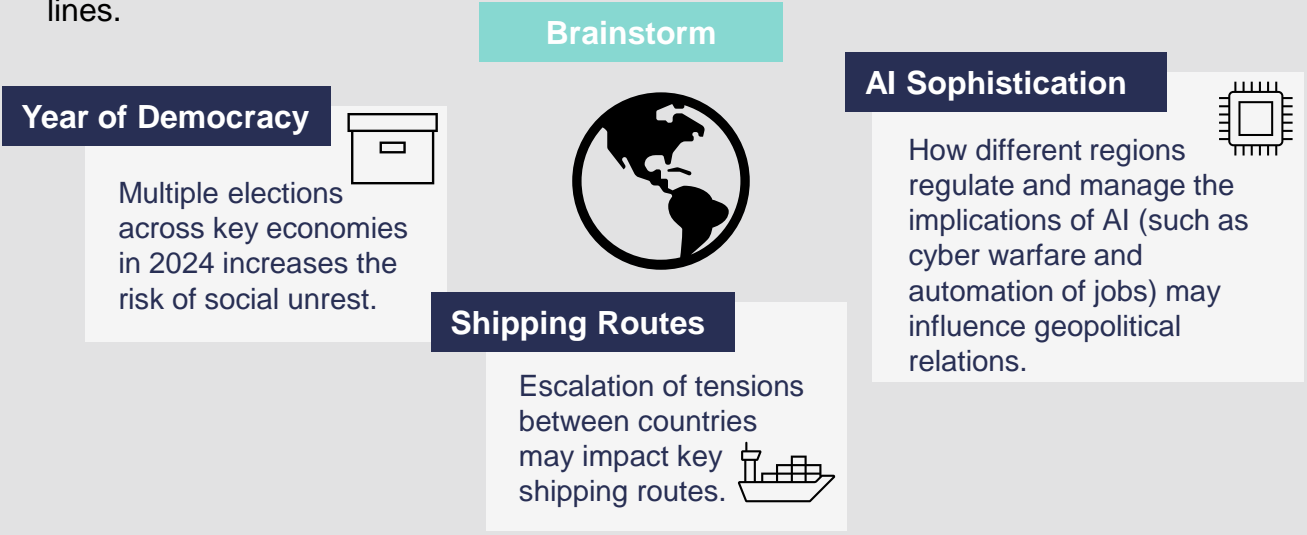 lines.
Brainstorm
Year of Democracy
Multiple elections
across key economies
in 2024 increases the
risk of social unrest.
Shipping Routes
Escalation of tensions
between countries
may impact key
shipping routes.
AI Sophistication
How different regions
regulate and manage the
implications of AI (such as
cyber warfare and
automation of jobs) may
influence geopolitical
relations.